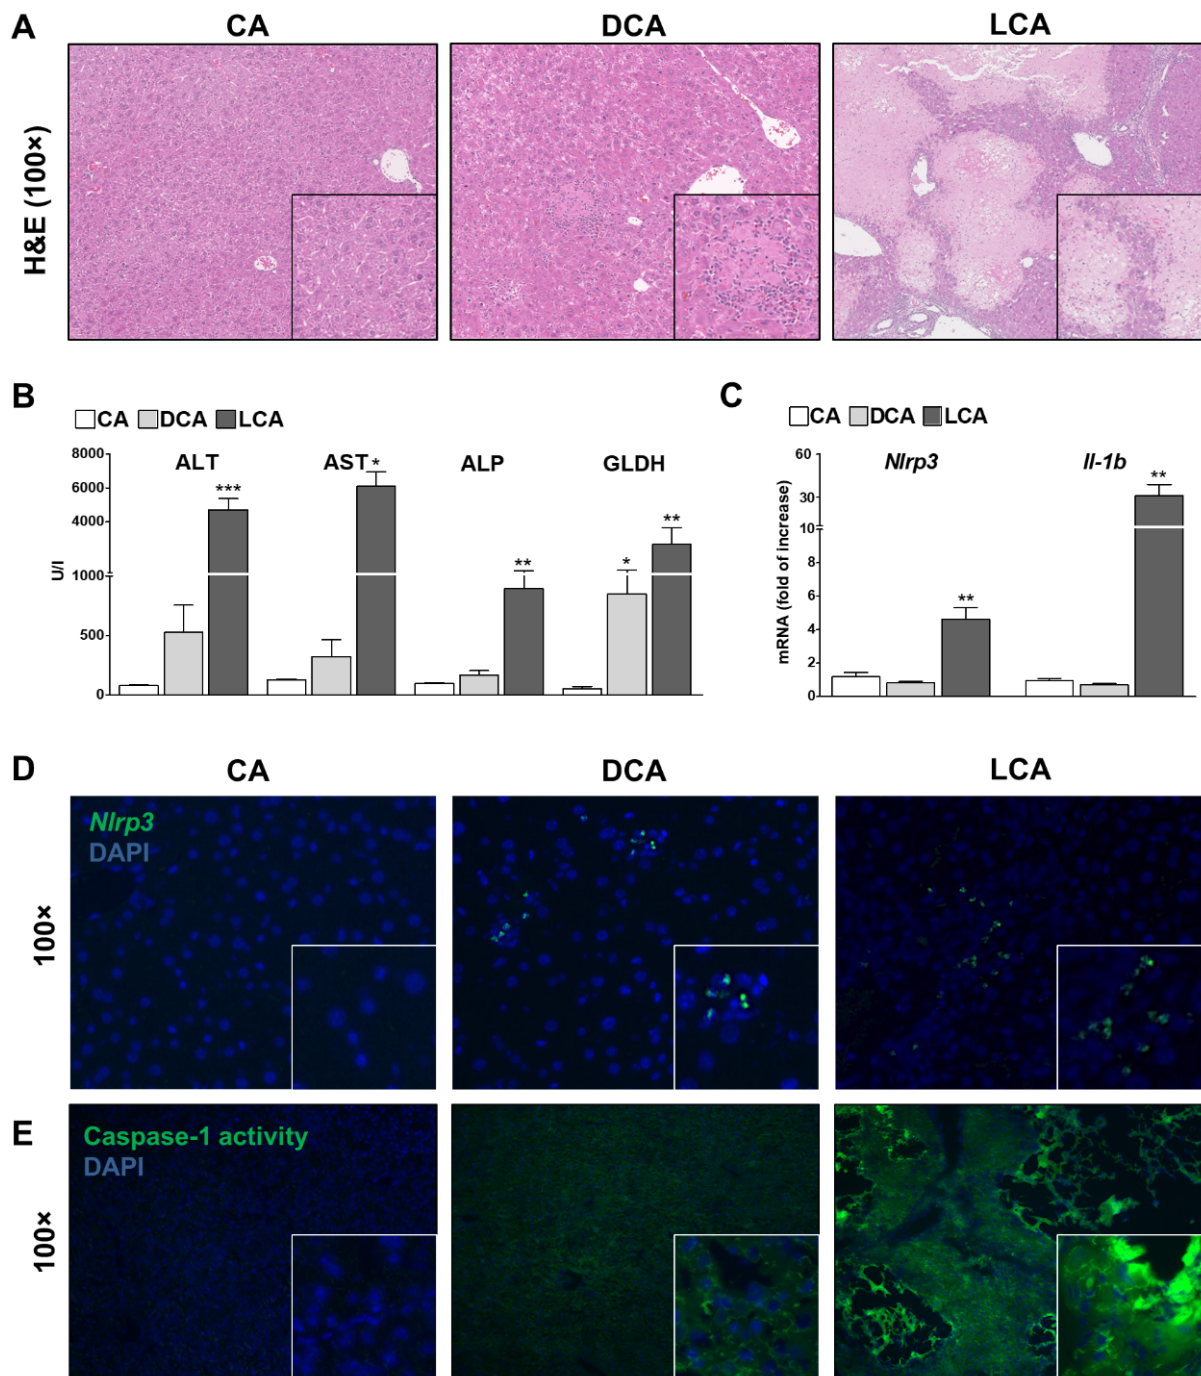 A
CA DCA LCA
H&E (100×)
B
CA DCA LCA
ALT AST ALP GLDH
8000
6000
4000
1000
500
0
U/I
*** * ** * **
C
CA DCA LCA
Nlrp3 Il-1b
60
30
10
8
6
4
2
0
mRNA (fold of increase)
** **
D
CA DCA LCA
Nlrp3
DAPI
100×
E
Caspase-1 activity
DAPI
100×